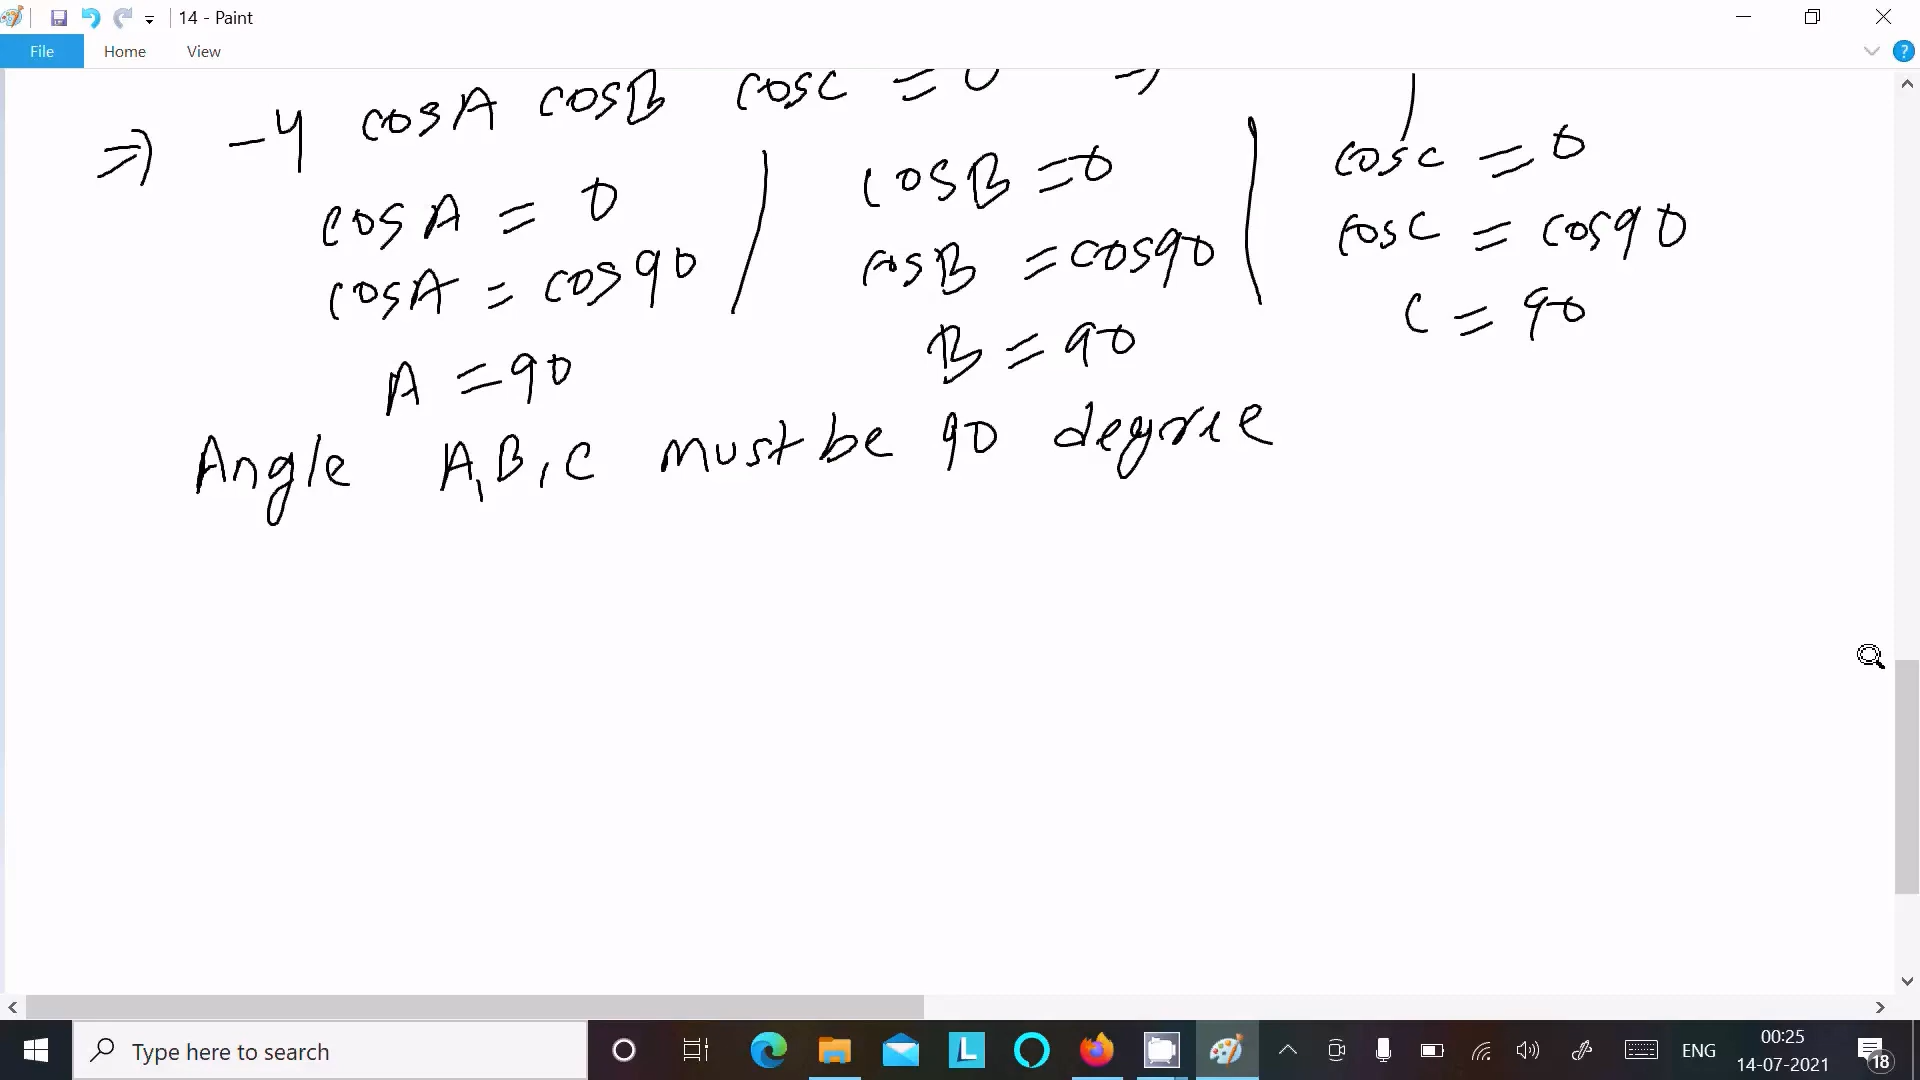 14 - Paint
File Home View
⇒ -4 cosA cosB cosC = 0 ⇒
cosA = 0 | cosB = 0 | cosC = 0
cosA = cos90 | cosB = cos90 | cosC = cos90
A = 90 B = 90 C = 90
Angle A, B, C must be 90 degree
Type here to search
L
ENG
00:25
14-07-2021
18